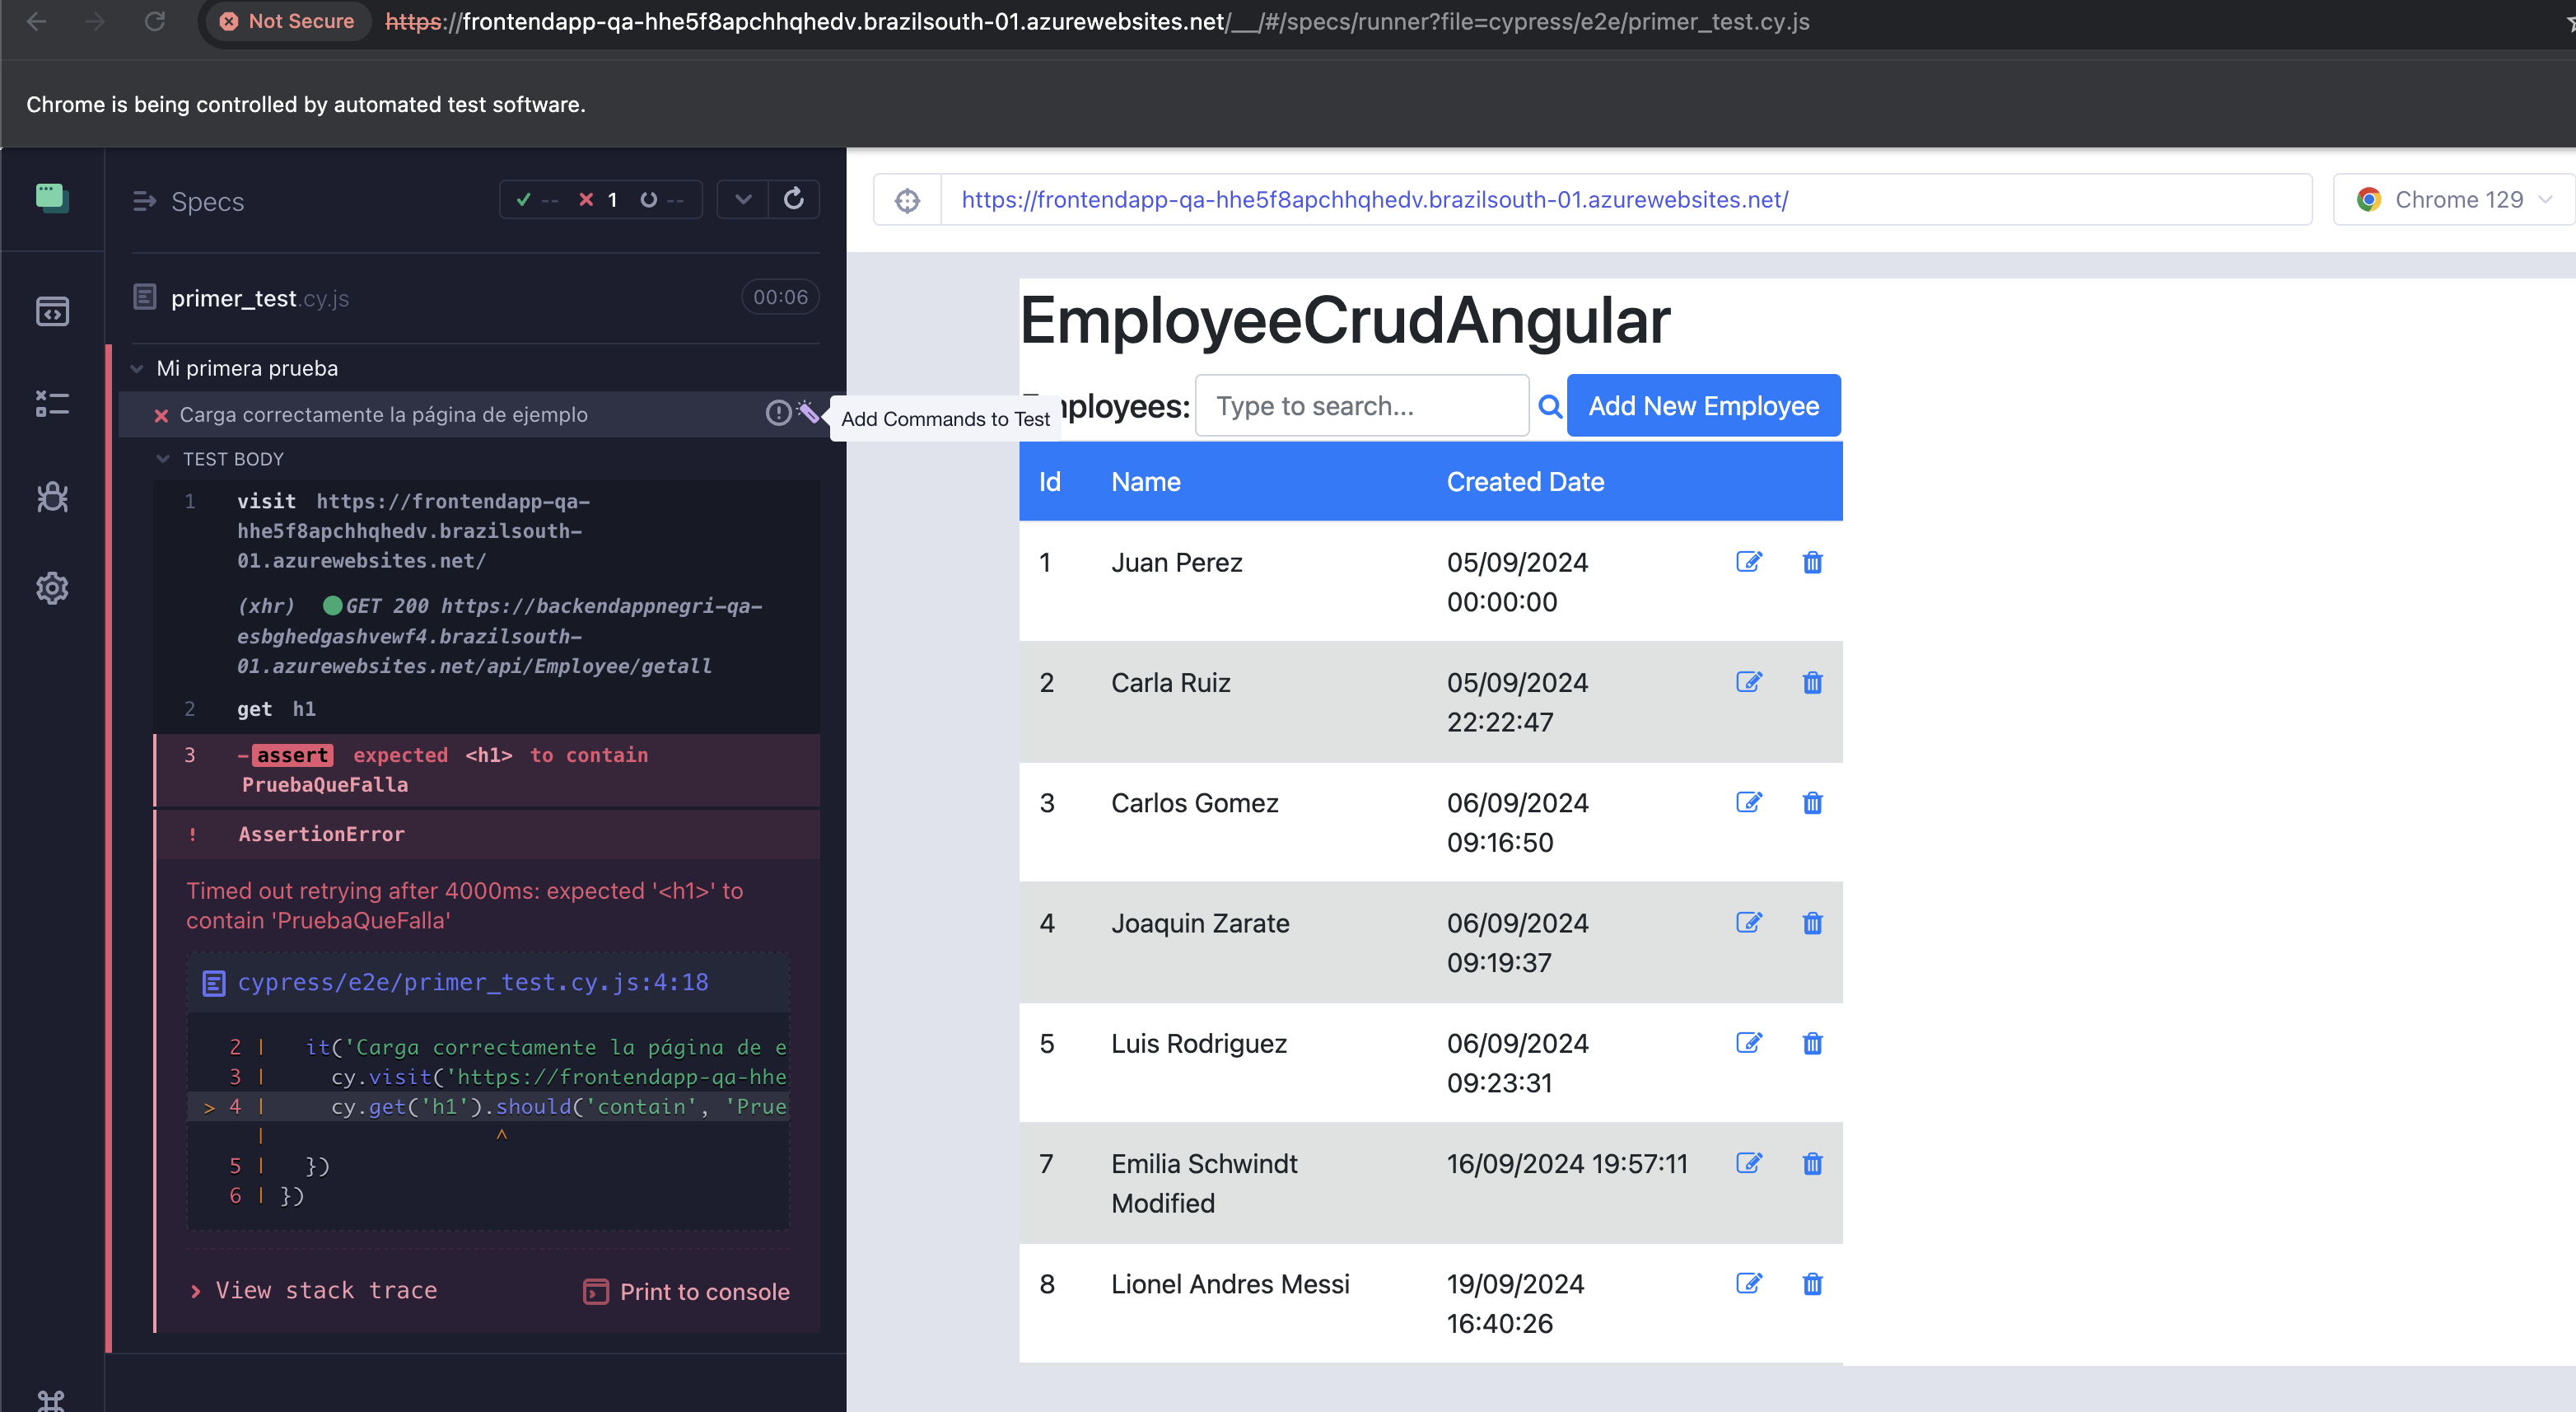 Not Secure https://frontendapp-qa-hhe5f8apchhqhedv.brazilsouth-01.azurewebsites.net/__/#/specs/runner?file=cypress/e2e/primer_test.cy.js
Chrome is being controlled by automated test software.
Specs
-- 1 --
primer_test.cy.js
00:06
Mi primera prueba
Carga correctamente la página de ejemplo
Add Commands to Test
TEST BODY
1 visit https://frontendapp-qa-
hhe5f8apchhqhedv.brazilsouth-
01.azurewebsites.net/
(xhr) GET 200 https://backendappnegri-qa-
esbghedgashvewf4.brazilsouth-
01.azurewebsites.net/api/Employee/getall
2 get h1
3 -assert expected <h1> to contain
PruebaQueFalla
! AssertionError
Timed out retrying after 4000ms: expected '<h1>' to
contain 'PruebaQueFalla'
cypress/e2e/primer_test.cy.js:4:18
2 | it('Carga correctamente la página de e
3 | cy.visit('https://frontendapp-qa-hhe
> 4 | cy.get('h1').should('contain', 'Prue
| ^
5 | })
6 | })
View stack trace
Print to console
https://frontendapp-qa-hhe5f8apchhqhedv.brazilsouth-01.azurewebsites.net/
Chrome 129
EmployeeCrudAngular
mployees: Type to search... Add New Employee
Id Name Created Date
1 Juan Perez 05/09/2024
00:00:00
2 Carla Ruiz 05/09/2024
22:22:47
3 Carlos Gomez 06/09/2024
09:16:50
4 Joaquin Zarate 06/09/2024
09:19:37
5 Luis Rodriguez 06/09/2024
09:23:31
7 Emilia Schwindt 16/09/2024 19:57:11
Modified
8 Lionel Andres Messi 19/09/2024
16:40:26